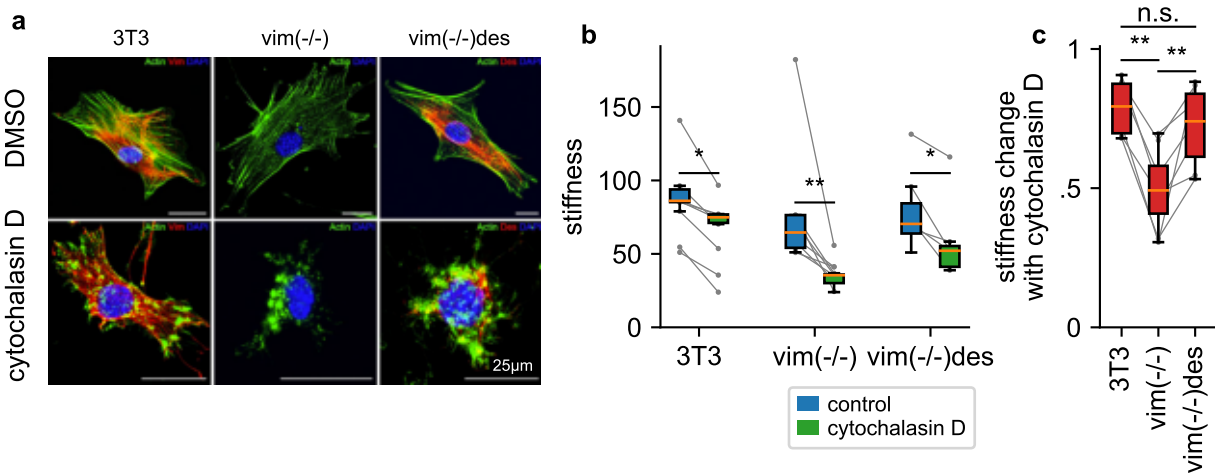 a
3T3 vim(-/-) vim(-/-)des
DMSO
Actin Vim DAPI
Actin DAPI
Actin Des DAPI
cytochalasin D
Actin Vim DAPI
Actin DAPI
Actin Des DAPI
25µm
b
stiffness
150
100
50
0
*
**
*
3T3 vim(-/-) vim(-/-)des
control
cytochalasin D
c
n.s.
** **
stiffness change
with cytochalasin D
1
.5
0
3T3
vim(-/-)
vim(-/-)des